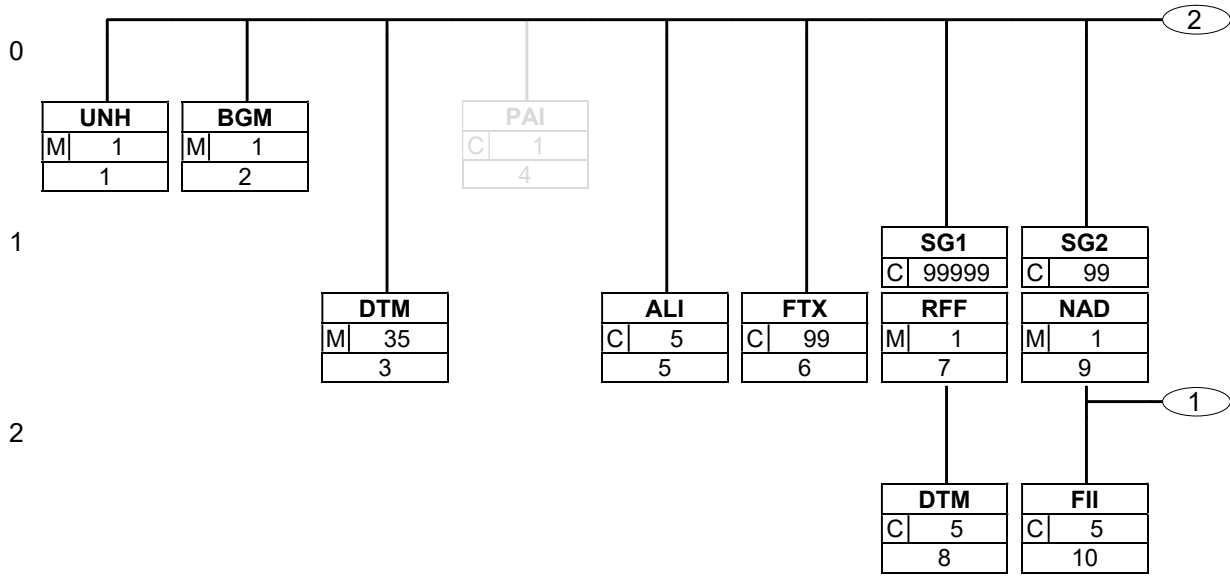 2
0
UNH BGM PAI
M 1 M 1 C 1
1 2 4
1
SG1 SG2
C 99999 C 99
DTM ALI FTX RFF NAD
M 35 C 5 C 99 M 1 M 1
3 5 6 7 9
1
2
DTM FII
C 5 C 5
8 10